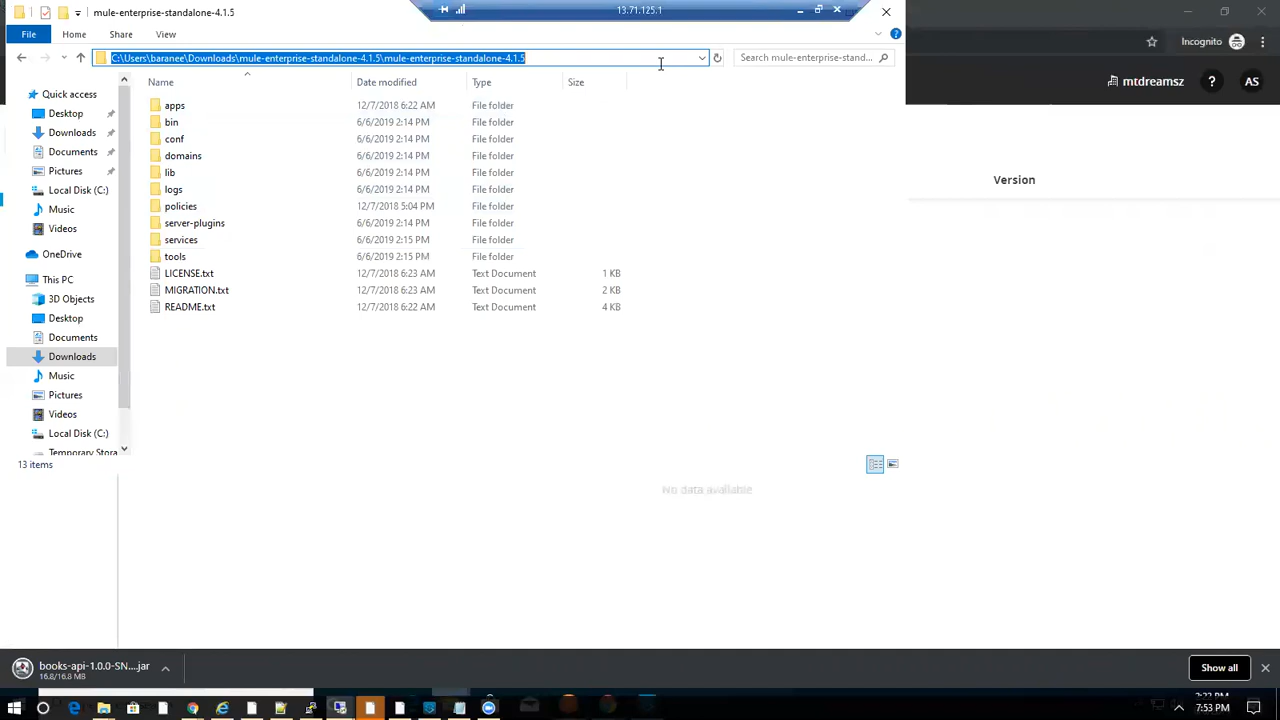 mule-enterprise-standalone-4.1.5
13.71.125.1
File Home Share View
Incognito
C:\Users\baranee\Downloads\mule-enterprise-standalone-4.1.5\mule-enterprise-standalone-4.1.5
Search mule-enterprise-stand...
mtdreamsz ? AS
Name Date modified Type Size
Quick access
Desktop
Downloads
Documents
Pictures
Local Disk (C:)
Music
Videos
OneDrive
This PC
3D Objects
Desktop
Documents
Downloads
Music
Pictures
Videos
Local Disk (C:)
Temporary Stora
apps 12/7/2018 6:22 AM File folder
bin 6/6/2019 2:14 PM File folder
conf 6/6/2019 2:14 PM File folder
domains 6/6/2019 2:14 PM File folder
lib 6/6/2019 2:14 PM File folder
logs 6/6/2019 2:14 PM File folder
policies 12/7/2018 5:04 PM File folder
server-plugins 6/6/2019 2:14 PM File folder
services 6/6/2019 2:15 PM File folder
tools 6/6/2019 2:15 PM File folder
LICENSE.txt 12/7/2018 6:23 AM Text Document 1 KB
MIGRATION.txt 12/7/2018 6:23 AM Text Document 2 KB
README.txt 12/7/2018 6:22 AM Text Document 4 KB
Version
13 items
No data available
books-api-1.0.0-SN....jar
16.8/16.8 MB
Show all
7:53 PM